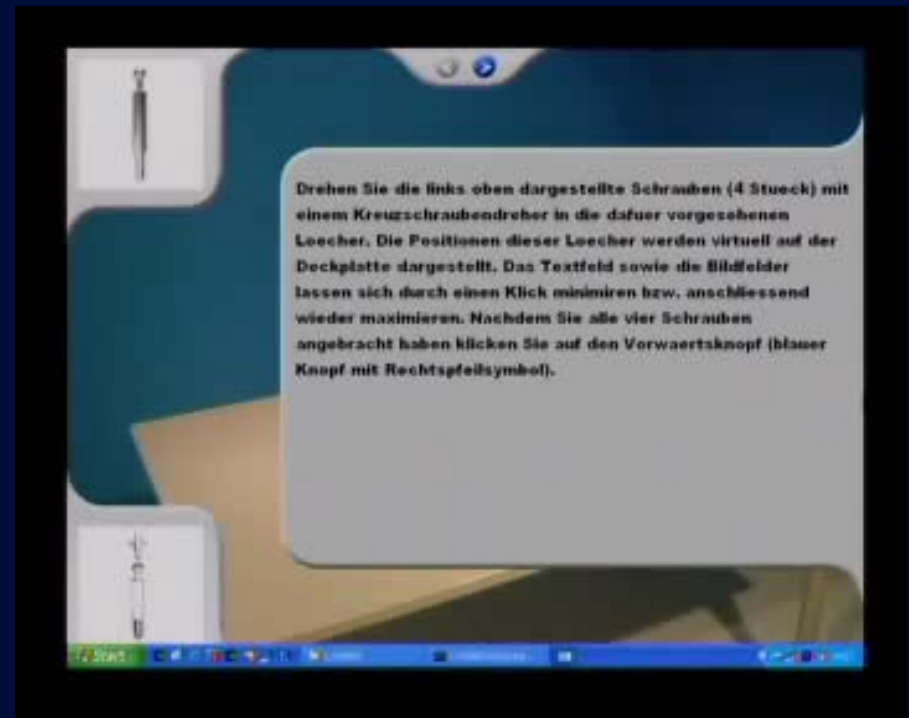 Drehen Sie die links oben dargestellte Schrauben (4 Stueck) mit
einem Kreuzschraubendreher in die dafuer vorgesehenen
Loecher. Die Positionen dieser Loecher werden virtuell auf der
Deckplatte dargestellt. Das Textfeld sowie die Bildfelder
lassen sich durch einen Klick minimiren bzw. anschliessend
wieder maximieren. Nachdem Sie alle vier Schrauben
angebracht haben klicken Sie auf den Vorwaertsknopf (blauer
Knopf mit Rechtspfeilsymbol).
Start